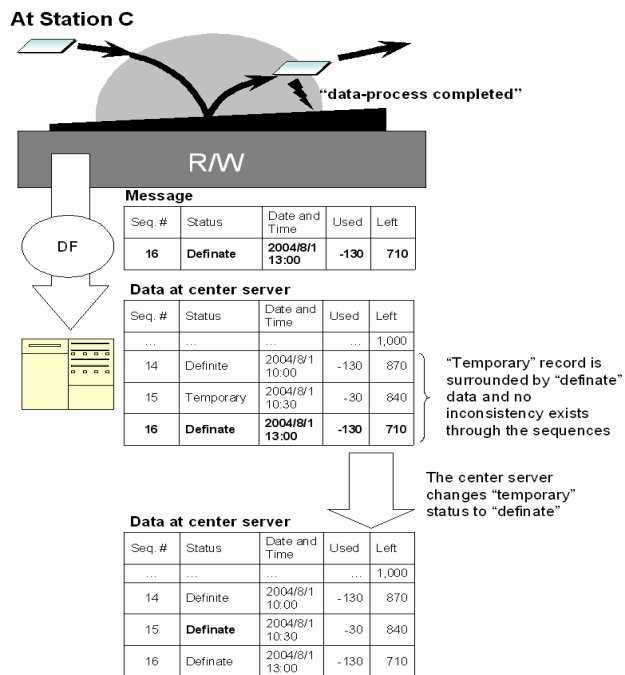 At Station C
"data-process completed"
R/W
DF
Message
Seq. # Status Date and Time Used Left
16 Definate 2004/8/1 13:00 -130 710
Data at center server
Seq. # Status Date and Time Used Left
... ... ... ... 1,000
14 Definite 2004/8/1 10:00 -130 870
15 Temporary 2004/8/1 10:30 -30 840
16 Definate 2004/8/1 13:00 -130 710
"Temporary" record is
surrounded by "definate"
data and no
inconsistency exists
through the sequences
The center server
changes "temporary"
status to "definate"
Data at center server
Seq. # Status Date and Time Used Left
... ... ... ... 1,000
14 Definite 2004/8/1 10:00 -130 870
15 Definate 2004/8/1 10:30 -30 840
16 Definate 2004/8/1 13:00 -130 710